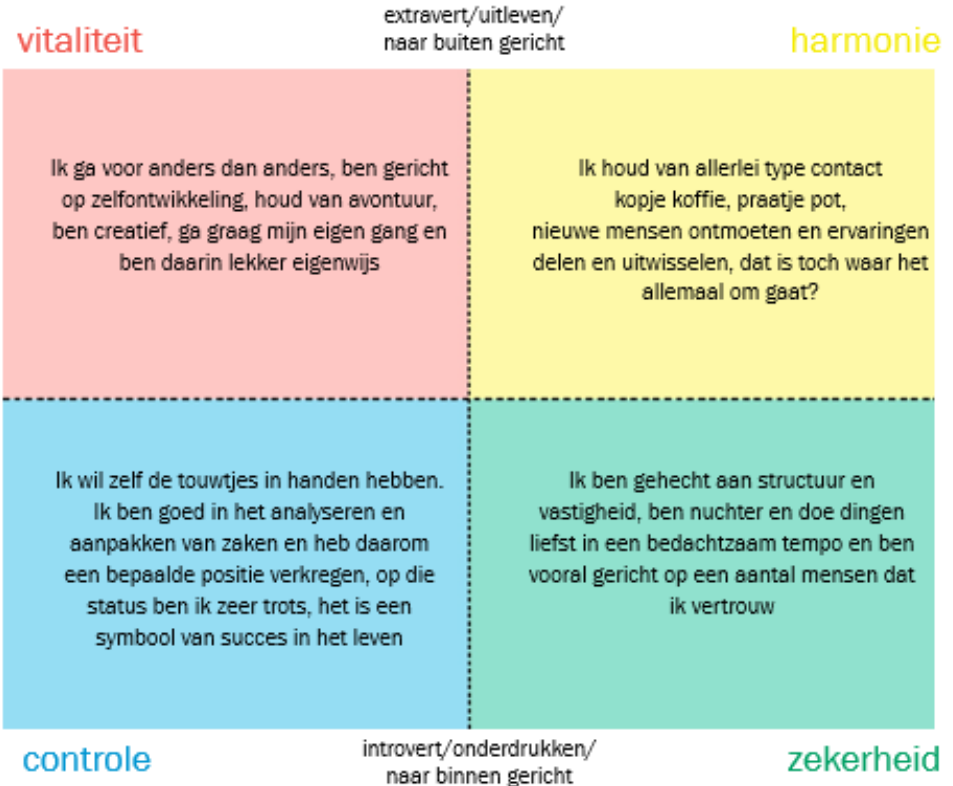 extravert/uitleven/
naar buiten gericht
vitaliteit
harmonie
Ik ga voor anders dan anders, ben gericht
op zelfontwikkeling, houd van avontuur,
ben creatief, ga graag mijn eigen gang en
ben daarin lekker eigenwijs
Ik houd van allerlei type contact
kopje koffie, praatje pot,
nieuwe mensen ontmoeten en ervaringen
delen en uitwisselen, dat is toch waar het
allemaal om gaat?
Ik wil zelf de touwtjes in handen hebben.
Ik ben goed in het analyseren en
aanpakken van zaken en heb daarom
een bepaalde positie verkregen, op die
status ben ik zeer trots, het is een
symbool van succes in het leven
Ik ben gehecht aan structuur en
vastigheid, ben nuchter en doe dingen
liefst in een bedachtzaam tempo en ben
vooral gericht op een aantal mensen dat
ik vertrouw
controle
introvert/onderdrukken/
naar binnen gericht
zekerheid